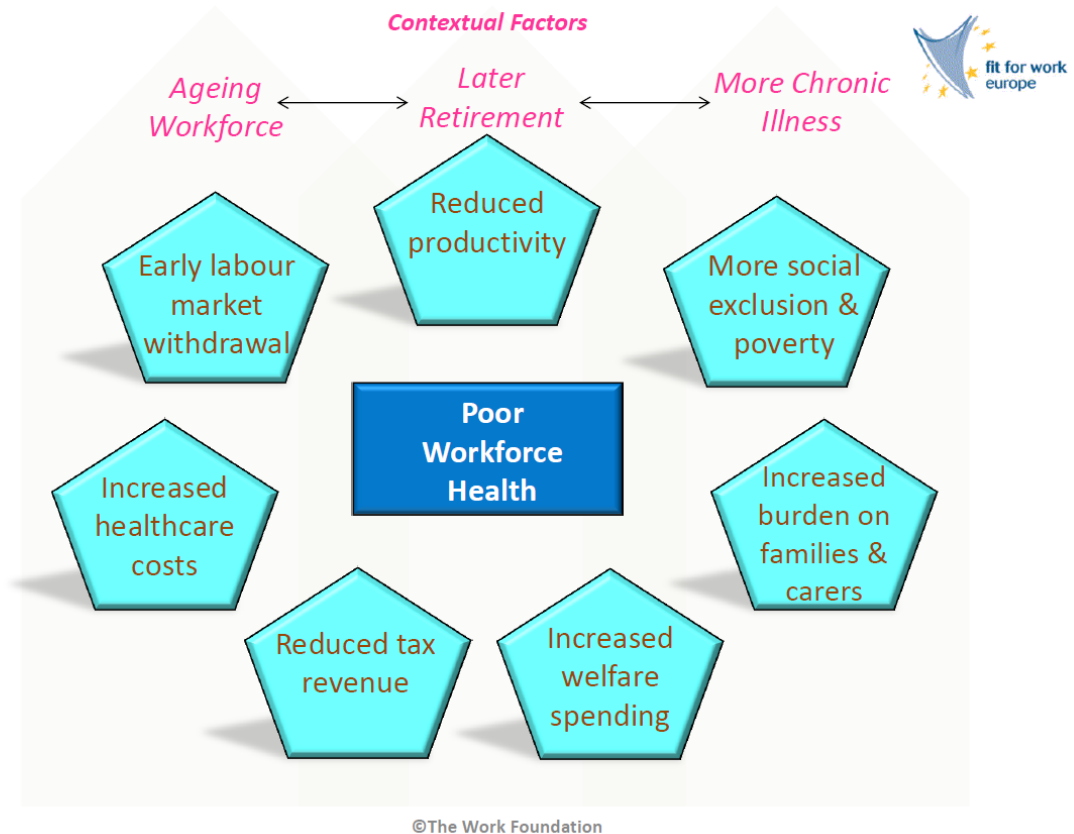 Contextual Factors
fit for work
europe
Ageing
Workforce
Later
Retirement
More Chronic
Illness
Reduced
productivity
Early labour
market
withdrawal
More social
exclusion &
poverty
Poor
Workforce
Health
Increased
healthcare
costs
Increased
burden on
families &
carers
Reduced tax
revenue
Increased
welfare
spending
©The Work Foundation